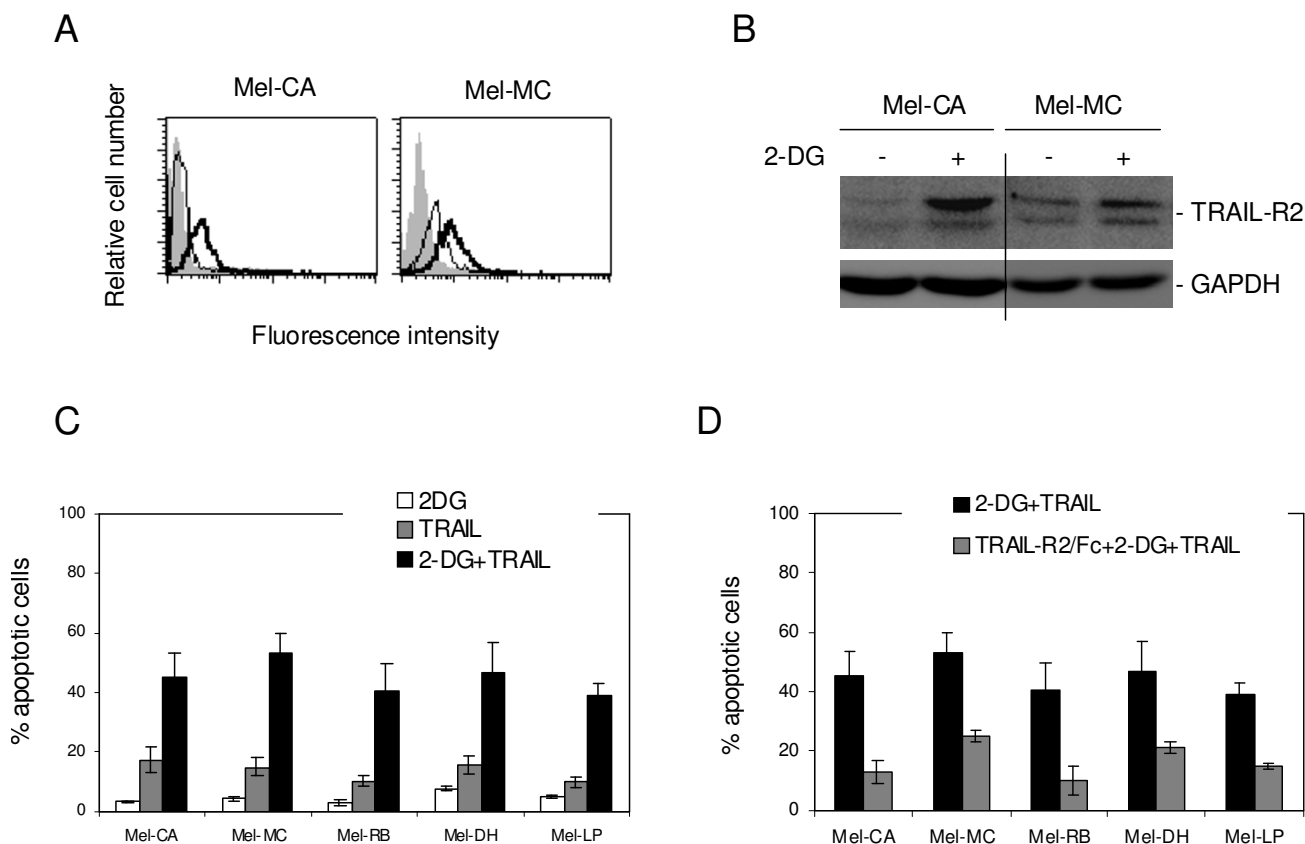 A
Mel-CA
Mel-MC
Relative cell number
Fluorescence intensity
B
Mel-CA
Mel-MC
2-DG - + - +
- TRAIL-R2
- GAPDH
C
2DG
TRAIL
2-DG+TRAIL
% apoptotic cells
100
80
60
40
20
0
Mel-CA
Mel-MC
Mel-RB
Mel-DH
Mel-LP
D
2-DG+TRAIL
TRAIL-R2/Fc+2-DG+TRAIL
% apoptotic cells
100
80
60
40
20
0
Mel-CA
Mel-MC
Mel-RB
Mel-DH
Mel-LP